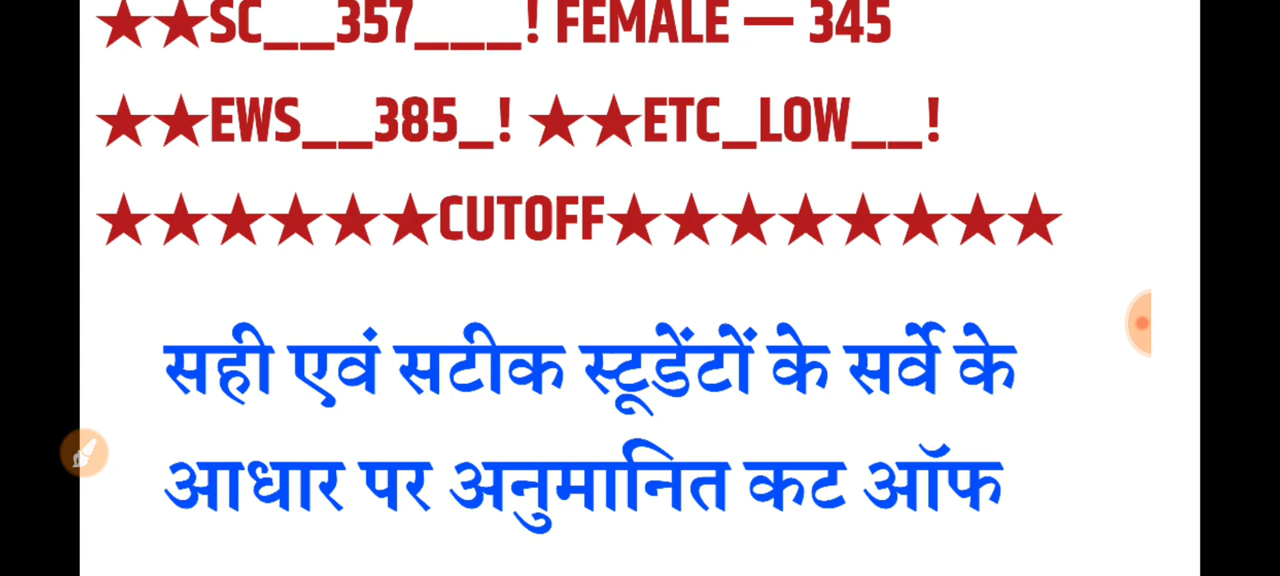 ★★SC__357___! FEMALE — 345
★★EWS__385_! ★★ETC_LOW__!
★★★★★★CUTOFF★★★★★★★★
सही एवं सटीक स्टूडेंटों के सर्वे के
आधार पर अनुमानित कट ऑफ